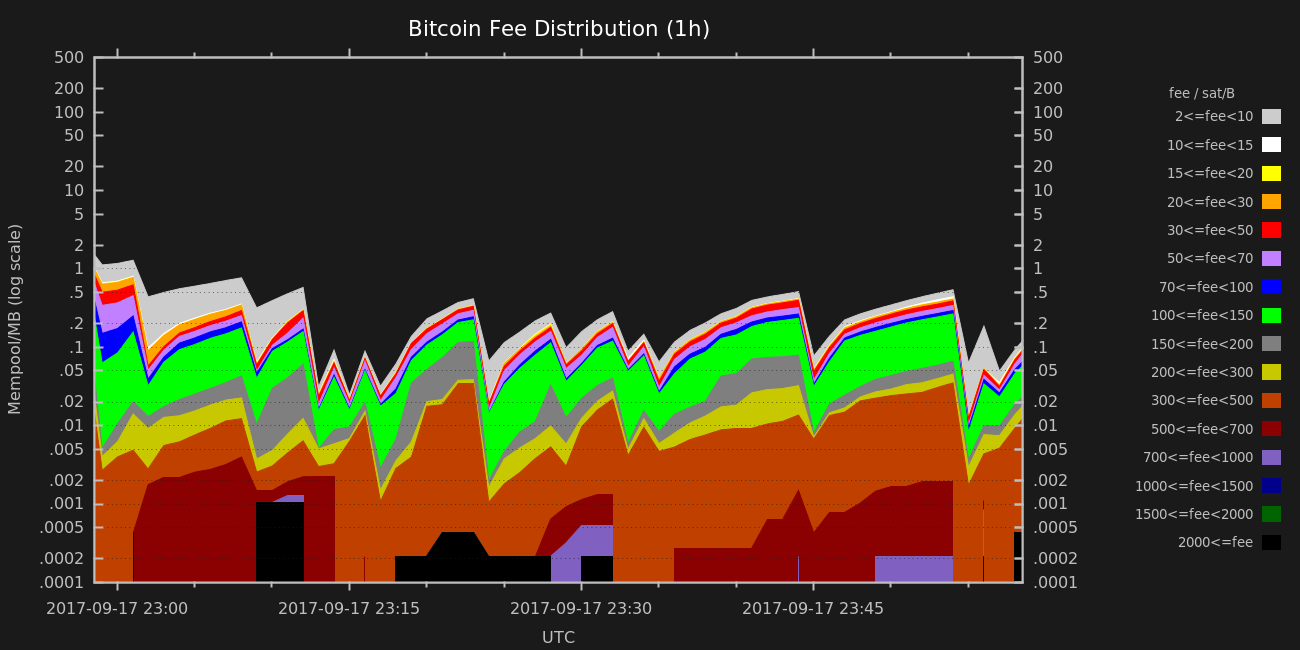 Bitcoin Fee Distribution (1h)
Mempool/MB (log scale)
500
200
100
50
20
10
5
2
1
.5
.2
.1
.05
.02
.01
.005
.002
.001
.0005
.0002
.0001
500
200
100
50
20
10
5
2
1
.5
.2
.1
.05
.02
.01
.005
.002
.001
.0005
.0002
.0001
2017-09-17 23:00 2017-09-17 23:15 2017-09-17 23:30 2017-09-17 23:45
UTC
fee / sat/B
2<=fee<10
10<=fee<15
15<=fee<20
20<=fee<30
30<=fee<50
50<=fee<70
70<=fee<100
100<=fee<150
150<=fee<200
200<=fee<300
300<=fee<500
500<=fee<700
700<=fee<1000
1000<=fee<1500
1500<=fee<2000
2000<=fee